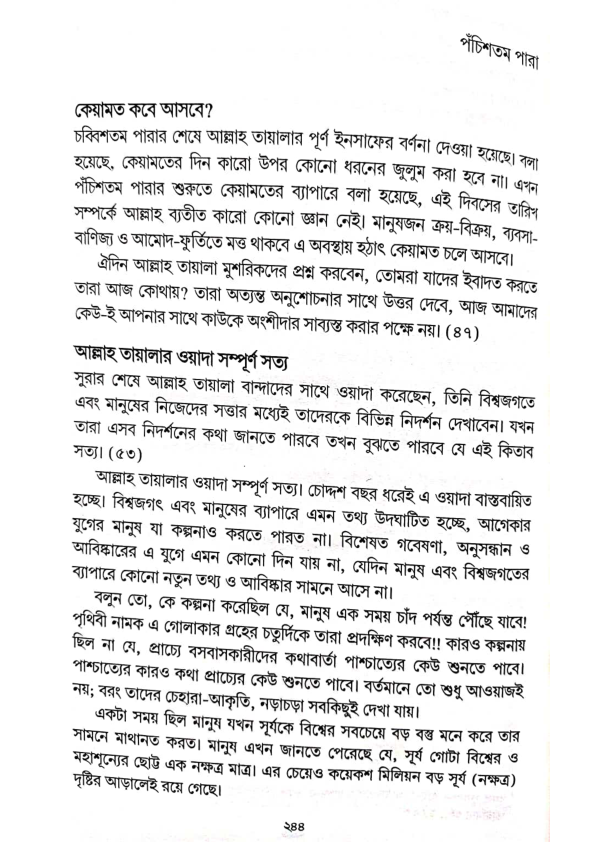 পঁচিশতম পারা
কেয়ামত কবে আসবে?
চব্বিশতম পারার শেষে আল্লাহ তায়ালার পূর্ণ ইনসাফের বর্ণনা দেওয়া হয়েছে। বলা
হয়েছে, কেয়ামতের দিন কারো উপর কোনো ধরনের জুলুম করা হবে না। এখন
পঁচিশতম পারার শুরুতে কেয়ামতের ব্যাপারে বলা হয়েছে, এই দিবসের তারিখ
সম্পর্কে আল্লাহ ব্যতীত কারো কোনো জ্ঞান নেই। মানুষজন ক্রয়-বিক্রয়, ব্যবসা-
বাণিজ্য ও আমোদ-ফুর্তিতে মত্ত থাকবে এ অবস্থায় হঠাৎ কেয়ামত চলে আসবে।
ঐদিন আল্লাহ তায়ালা মুশরিকদের প্রশ্ন করবেন, তোমরা যাদের ইবাদত করতে
তারা আজ কোথায়? তারা অত্যন্ত অনুশোচনার সাথে উত্তর দেবে, আজ আমাদের
কেউ-ই আপনার সাথে কাউকে অংশীদার সাব্যস্ত করার পক্ষে নয়। (৪৭)
আল্লাহ তায়ালার ওয়াদা সম্পূর্ণ সত্য
সুরার শেষে আল্লাহ তায়ালা বান্দাদের সাথে ওয়াদা করেছেন, তিনি বিশ্বজগতে
এবং মানুষের নিজেদের সত্তার মধ্যেই তাদেরকে বিভিন্ন নিদর্শন দেখাবেন। যখন
তারা এসব নিদর্শনের কথা জানতে পারবে তখন বুঝতে পারবে যে এই কিতাব
সত্য। (৫৩)
আল্লাহ তায়ালার ওয়াদা সম্পূর্ণ সত্য। চোদ্দশ বছর ধরেই এ ওয়াদা বাস্তবায়িত
হচ্ছে। বিশ্বজগৎ এবং মানুষের ব্যাপারে এমন তথ্য উদঘাটিত হচ্ছে, আগেকার
যুগের মানুষ যা কল্পনাও করতে পারত না। বিশেষত গবেষণা, অনুসন্ধান ও
আবিষ্কারের এ যুগে এমন কোনো দিন যায় না, যেদিন মানুষ এবং বিশ্বজগতের
ব্যাপারে কোনো নতুন তথ্য ও আবিষ্কার সামনে আসে না।
বলুন তো, কে কল্পনা করেছিল যে, মানুষ এক সময় চাঁদ পর্যন্ত পৌঁছে যাবে!
পৃথিবী নামক এ গোলাকার গ্রহের চতুর্দিকে তারা প্রদক্ষিণ করবে!! কারও কল্পনায়
ছিল না যে, প্রাচ্যে বসবাসকারীদের কথাবার্তা পাশ্চাত্যের কেউ শুনতে পাবে।
পাশ্চাত্যের কারও কথা প্রাচ্যের কেউ শুনতে পাবে। বর্তমানে তো শুধু আওয়াজই
নয়; বরং তাদের চেহারা-আকৃতি, নড়াচড়া সবকিছুই দেখা যায়।
একটা সময় ছিল মানুষ যখন সূর্যকে বিশ্বের সবচেয়ে বড় বস্তু মনে করে তার
সামনে মাথানত করত। মানুষ এখন জানতে পেরেছে যে, সূর্য গোটা বিশ্বের ও
মহাশূন্যের ছোট্ট এক নক্ষত্র মাত্র। এর চেয়েও কয়েকশ মিলিয়ন বড় সূর্য (নক্ষত্র)
দৃষ্টির আড়ালেই রয়ে গেছে।
২৪৪